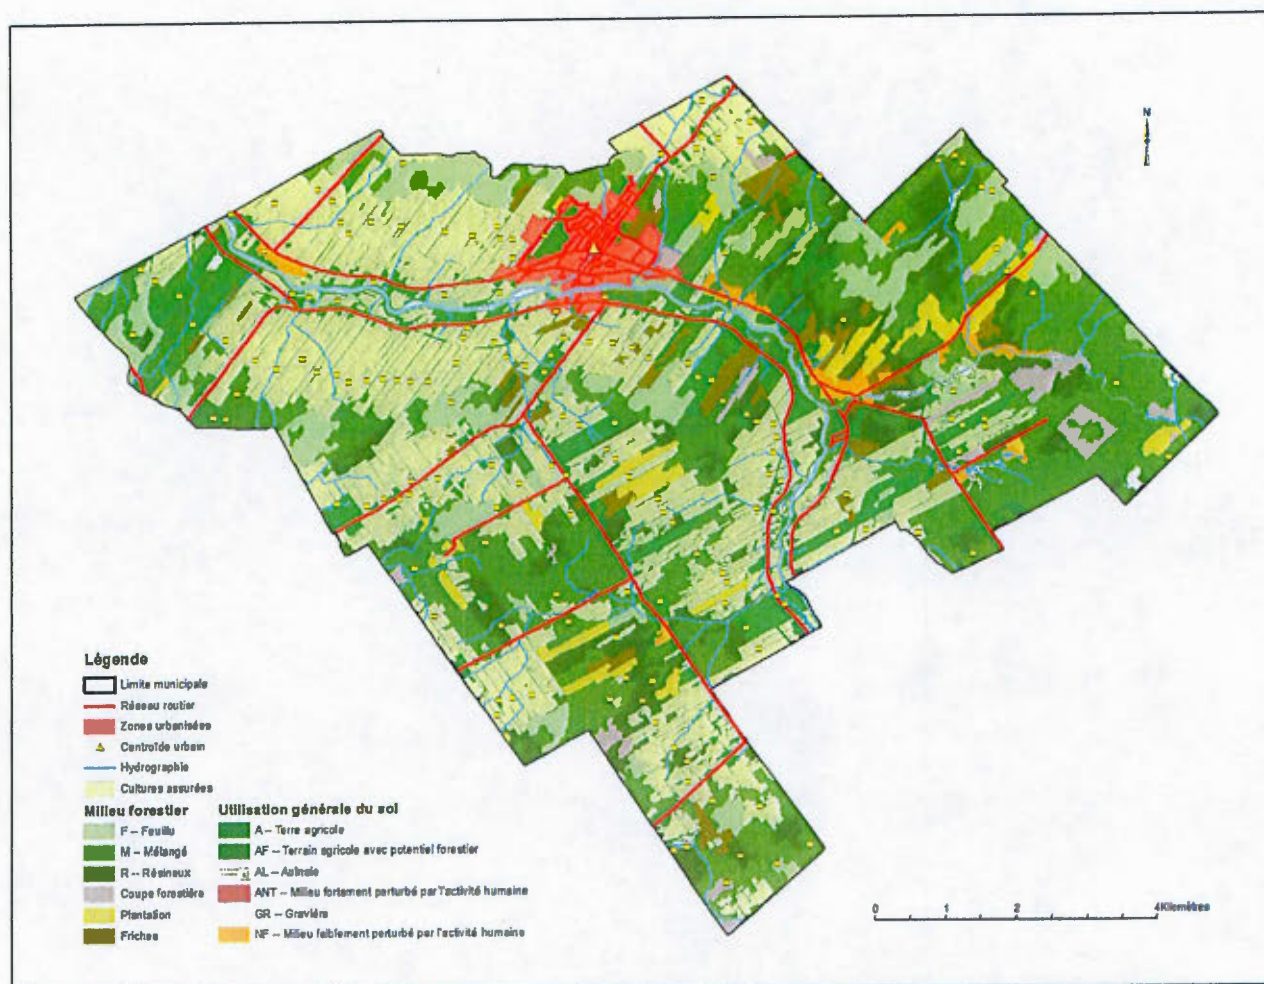 N
Légende
Limite municipale
Réseau routier
Zones urbanisées
Centroïde urbain
Hydrographie
Cultures assurées
Milieu forestier
F -- Feuillu
M -- Mélangé
R -- Résineux
Coupe forestière
Plantation
Friches
Utilisation générale du sol
A -- Terre agricole
AF -- Terrain agricole avec potentiel forestier
AL -- Aulnaie
ANT -- Milieu fortement perturbé par l'activité humaine
GR -- Gravière
NF -- Milieu faiblement perturbé par l'activité humaine
0 1 2 4 Kilomètres